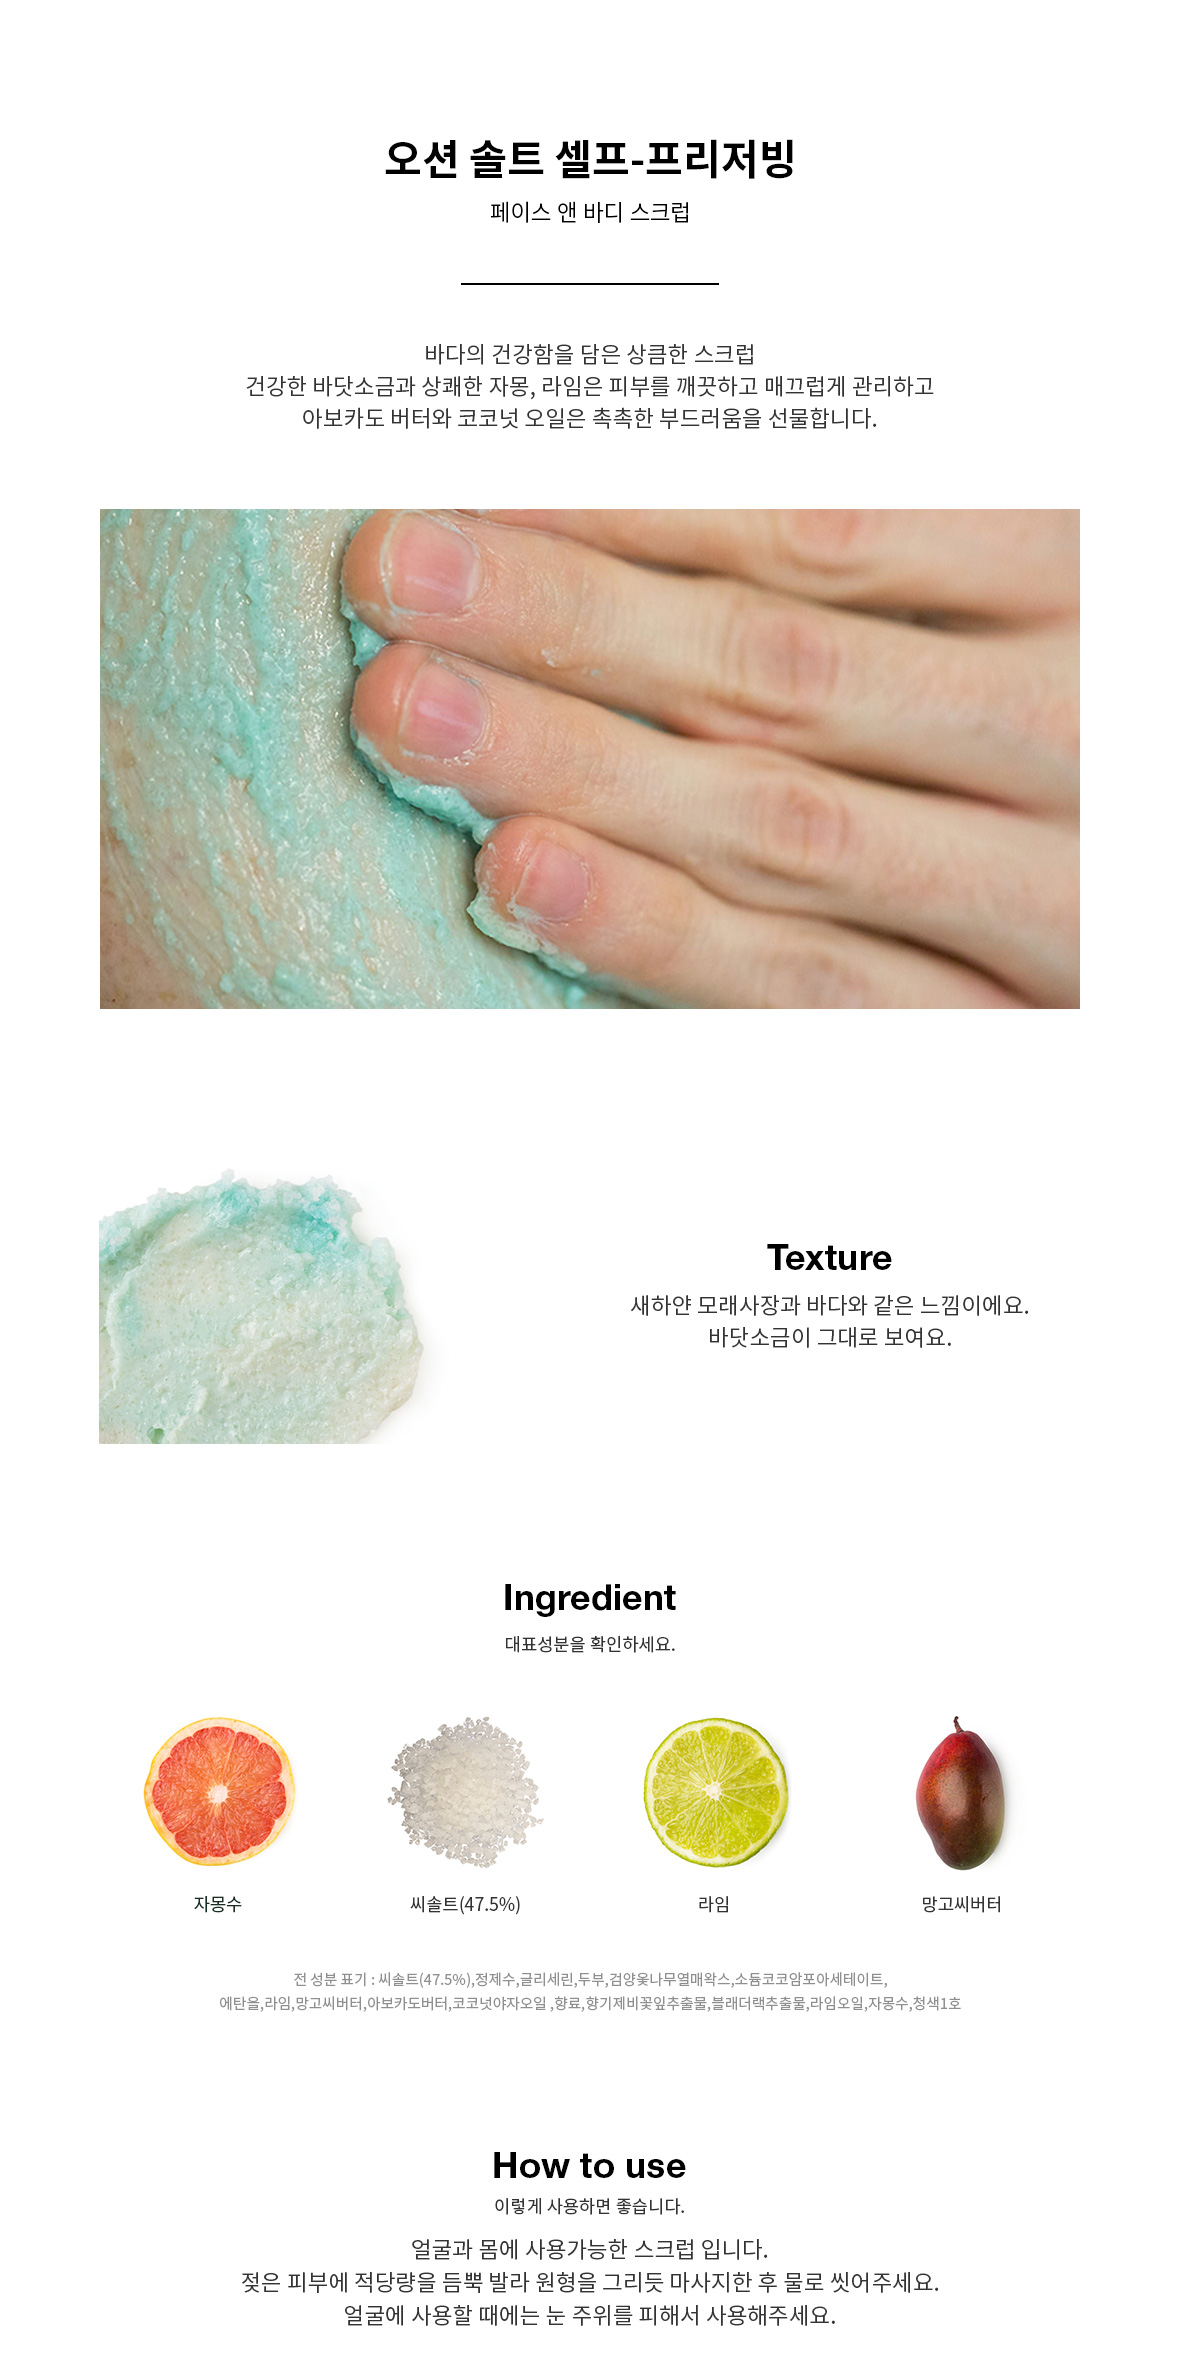 오션 솔트 셀프-프리저빙
페이스 앤 바디 스크럽
바다의 건강함을 담은 상큼한 스크럽
건강한 바닷소금과 상쾌한 자몽, 라임은 피부를 깨끗하고 매끄럽게 관리하고
아보카도 버터와 코코넛 오일은 촉촉한 부드러움을 선물합니다.
Texture
새하얀 모래사장과 바다와 같은 느낌이에요.
바닷소금이 그대로 보여요.
Ingredient
대표성분을 확인하세요.
자몽수
씨솔트(47.5%)
라임
망고씨버터
전 성분 표기 : 씨솔트(47.5%),정제수,글리세린,두부,검양옻나무열매왁스,소듐코코암포아세테이트,
에탄올,라임,망고씨버터,아보카도버터,코코넛야자오일 ,향료,향기제비꽃잎추출물,블래더랙추출물,라임오일,자몽수,청색1호
How to use
이렇게 사용하면 좋습니다.
얼굴과 몸에 사용가능한 스크럽 입니다.
젖은 피부에 적당량을 듬뿍 발라 원형을 그리듯 마사지한 후 물로 씻어주세요.
얼굴에 사용할 때에는 눈 주위를 피해서 사용해주세요.